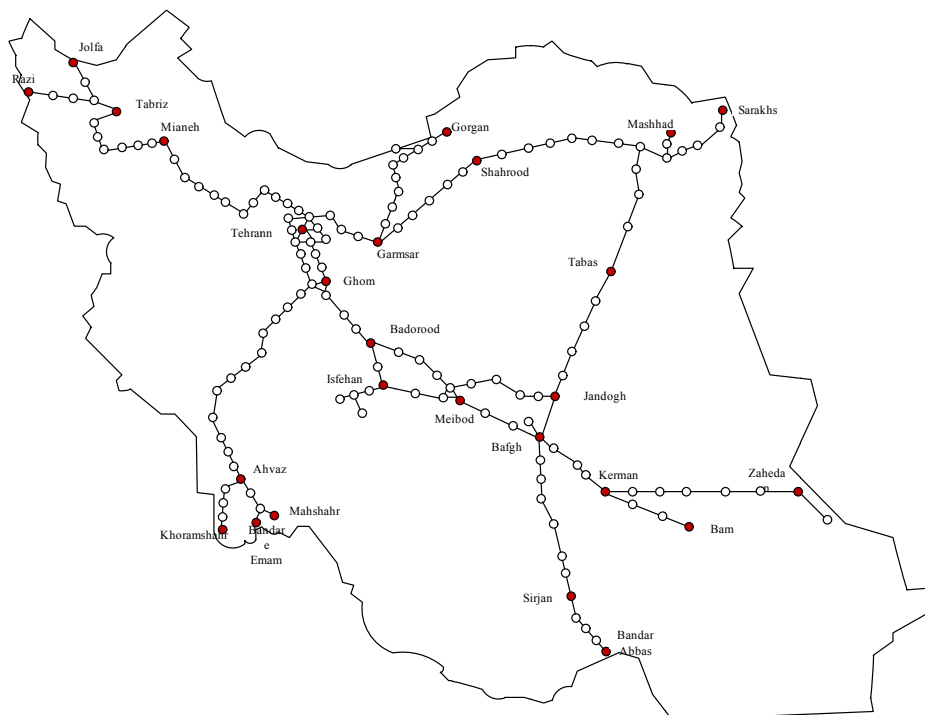 Jolfa
Razi
Tabriz
Mianeh
Gorgan
Mashhad
Sarakhs
Shahrood
Tehrann
Garmsar
Ghom
Tabas
Badorood
Isfehan
Meibod
Jandogh
Bafgh
Kerman
Zahedan
n
Ahvaz
Mahshahr
Khoramshahr
Bandar
e
Emam
Bam
Sirjan
Bandar
Abbas